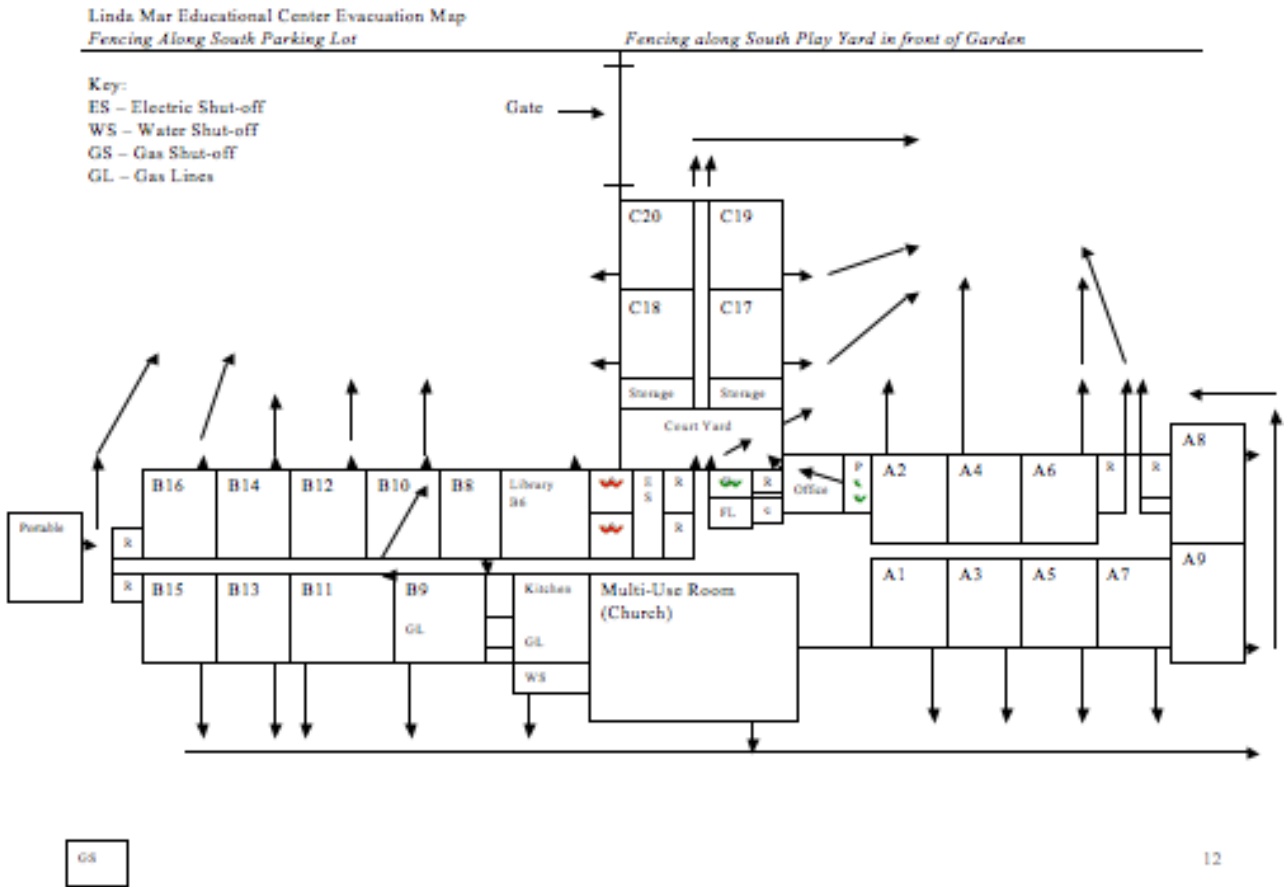 Linda Mar Educational Center Evacuation Map
Fencing Along South Parking Lot
Fencing along South Play Yard in front of Garden
Key:
ES – Electric Shut-off
WS – Water Shut-off
GS – Gas Shut-off
GL – Gas Lines
Gate
C20
C19
C18
C17
Storage
Storage
Court Yard
A8
B16
B14
B12
B10
B8
Library
B6
E
S
R
R
R
FL
Office
P
A2
A4
A6
R
R
Portable
R
R
B15
B13
B11
B9
GL
Kitchen
GL
WS
Multi-Use Room
(Church)
A1
A3
A5
A7
A9
GS
12